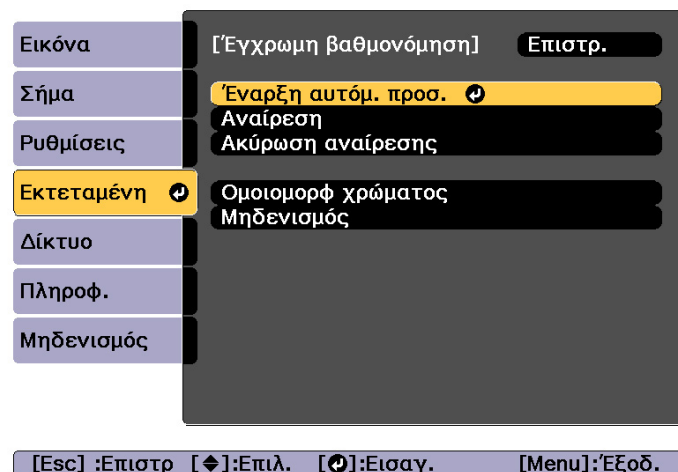 Εικόνα
Σήμα
Ρυθμίσεις
Εκτεταμένη
Δίκτυο
Πληροφ.
Μηδενισμός
[Έγχρωμη βαθμονόμηση] Επιστρ.
Έναρξη αυτόμ. προσ.
Αναίρεση
Ακύρωση αναίρεσης
Ομοιομορφ χρώματος
Μηδενισμός
[Esc] :Επιστρ [◆]:Επιλ. [↵]:Εισαγ. [Menu]:Έξοδ.